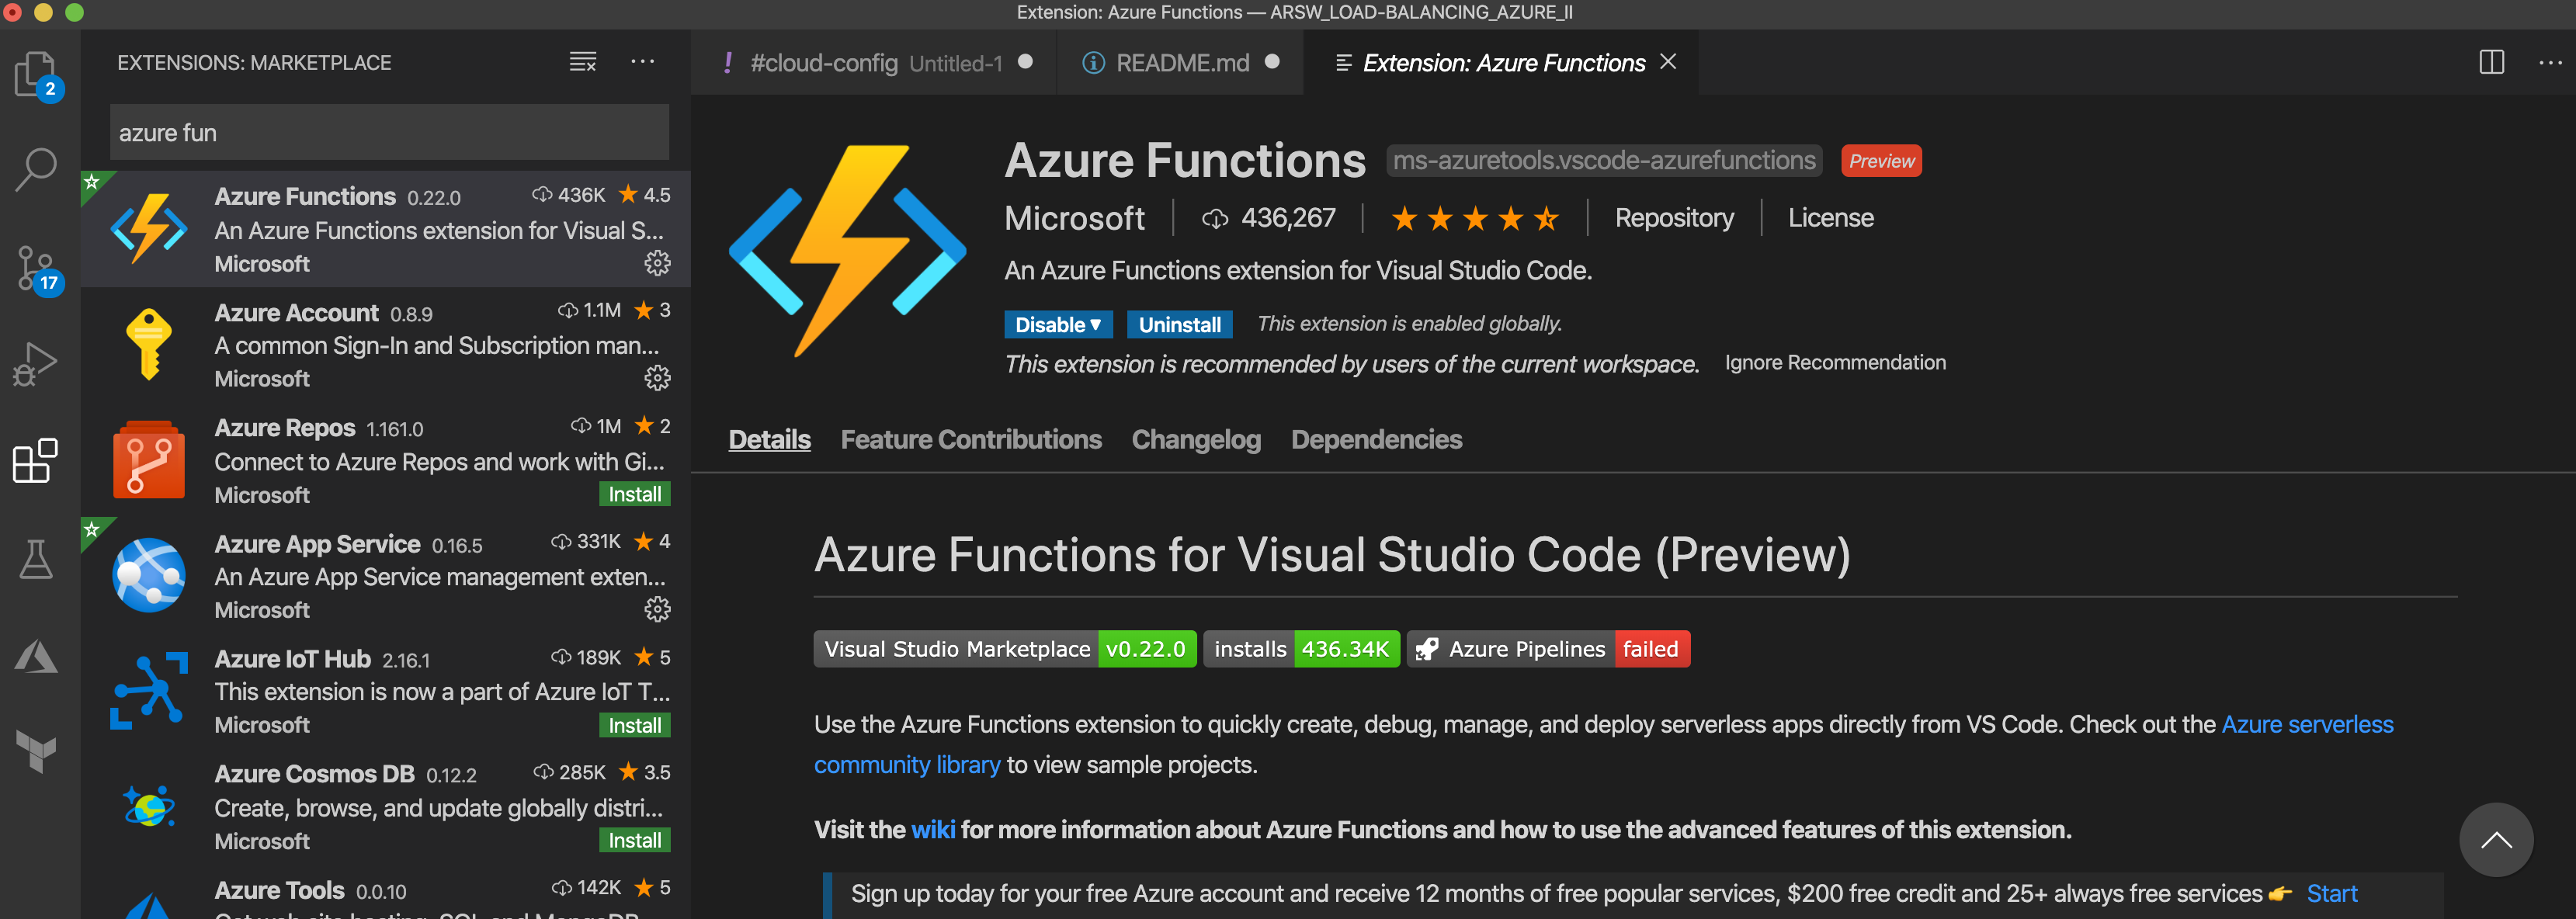 Extension: Azure Functions — ARSW_LOAD-BALANCING_AZURE_II
EXTENSIONS: MARKETPLACE
#cloud-config Untitled-1
README.md
Extension: Azure Functions
2
17
azure fun
Azure Functions 0.22.0 436K 4.5
An Azure Functions extension for Visual S...
Microsoft
Azure Account 0.8.9 1.1M 3
A common Sign-In and Subscription man...
Microsoft
Azure Repos 1.161.0 1M 2
Connect to Azure Repos and work with Gi...
Microsoft Install
Azure App Service 0.16.5 331K 4
An Azure App Service management exten...
Microsoft
Azure IoT Hub 2.16.1 189K 5
This extension is now a part of Azure IoT T...
Microsoft Install
Azure Cosmos DB 0.12.2 285K 3.5
Create, browse, and update globally distri...
Microsoft Install
Azure Tools 0.0.10 142K 5
Azure Functions ms-azuretools.vscode-azurefunctions Preview
Microsoft 436,267 Repository License
An Azure Functions extension for Visual Studio Code.
Disable Uninstall This extension is enabled globally.
This extension is recommended by users of the current workspace. Ignore Recommendation
Details Feature Contributions Changelog Dependencies
Azure Functions for Visual Studio Code (Preview)
Visual Studio Marketplace v0.22.0 installs 436.34K Azure Pipelines failed
Use the Azure Functions extension to quickly create, debug, manage, and deploy serverless apps directly from VS Code. Check out the Azure serverless
community library to view sample projects.
Visit the wiki for more information about Azure Functions and how to use the advanced features of this extension.
Sign up today for your free Azure account and receive 12 months of free popular services, $200 free credit and 25+ always free services 👉 Start